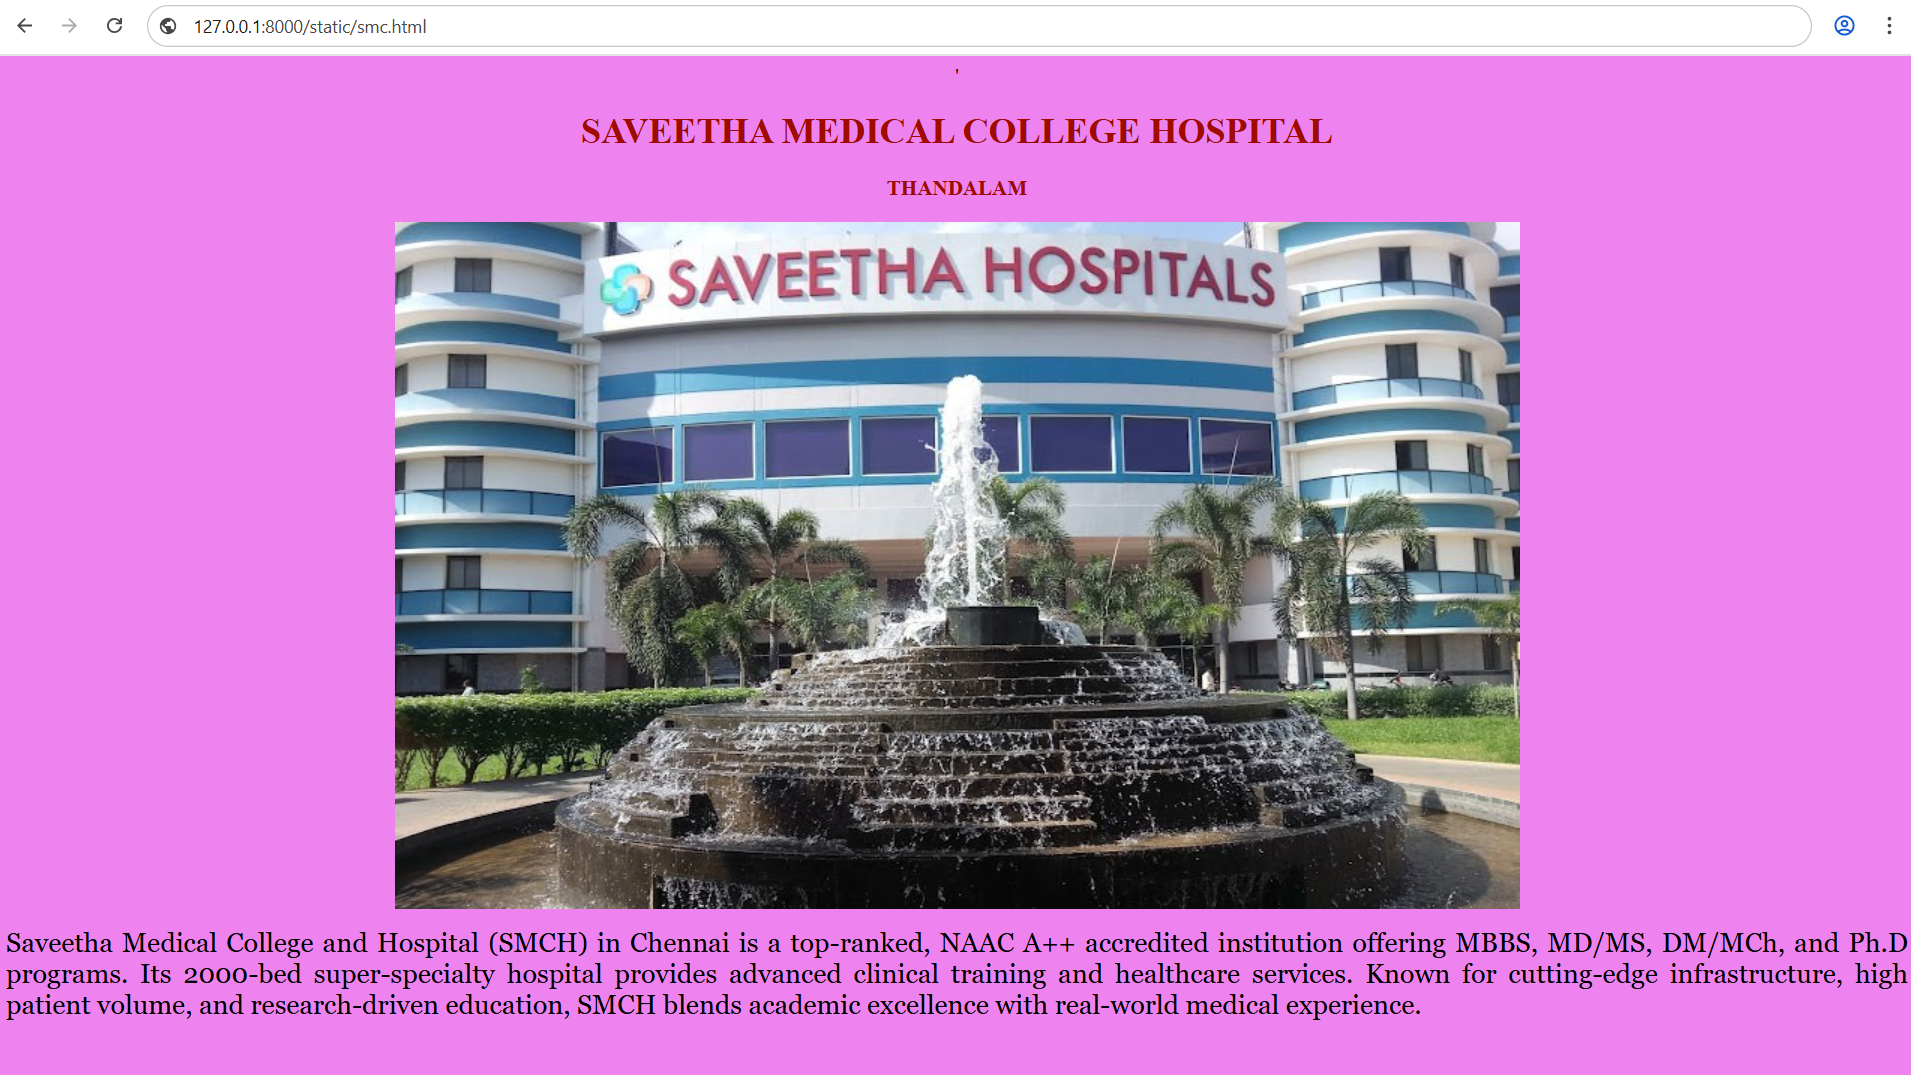 127.0.0.1:8000/static/smc.html
'
SAVEETHA MEDICAL COLLEGE HOSPITAL
THANDALAM
SAVEETHA HOSPITALS
Saveetha Medical College and Hospital (SMCH) in Chennai is a top-ranked, NAAC A++ accredited institution offering MBBS, MD/MS, DM/MCh, and Ph.D
programs. Its 2000-bed super-specialty hospital provides advanced clinical training and healthcare services. Known for cutting-edge infrastructure, high
patient volume, and research-driven education, SMCH blends academic excellence with real-world medical experience.